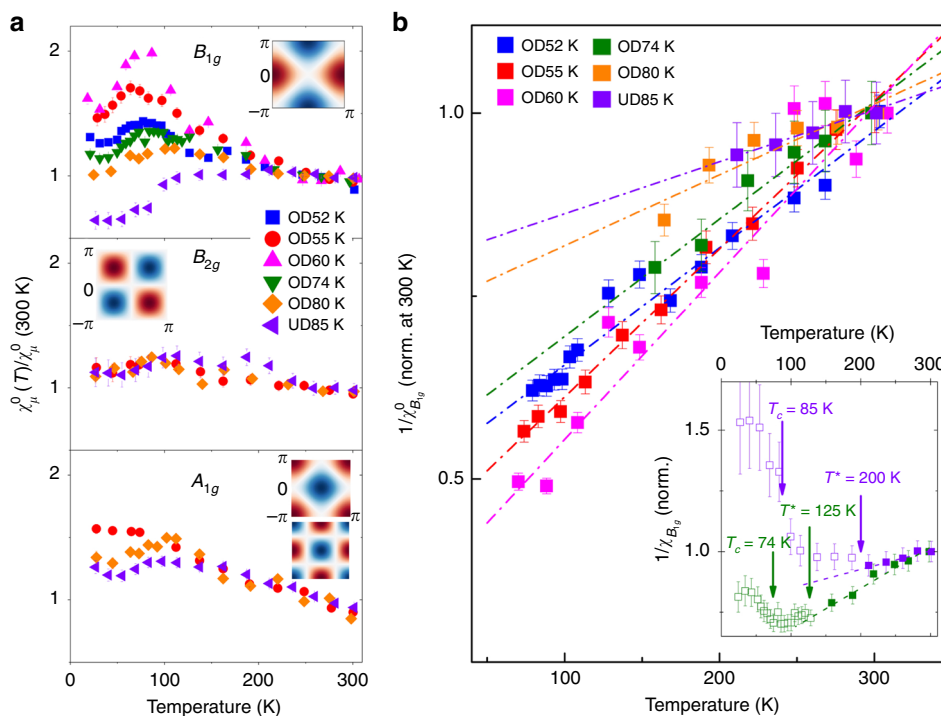 a
2
1
B1g
π
0
−π
π
χμ⁰ (T)/χμ⁰ (300 K)
OD52 K
OD55 K
OD60 K
OD74 K
OD80 K
UD85 K
2
1
B2g
π
0
−π
π
2
1
A1g
π
0
−π
π
0
100
200
300
Temperature (K)
b
OD52 K
OD55 K
OD60 K
OD74 K
OD80 K
UD85 K
1.0
0.5
1/χ⁰B1g (norm. at 300 K)
100
200
300
Temperature (K)
Temperature (K)
0
100
200
300
1.5
1.0
1/χB1g (norm.)
Tc = 85 K
T* = 200 K
T* = 125 K
Tc = 74 K